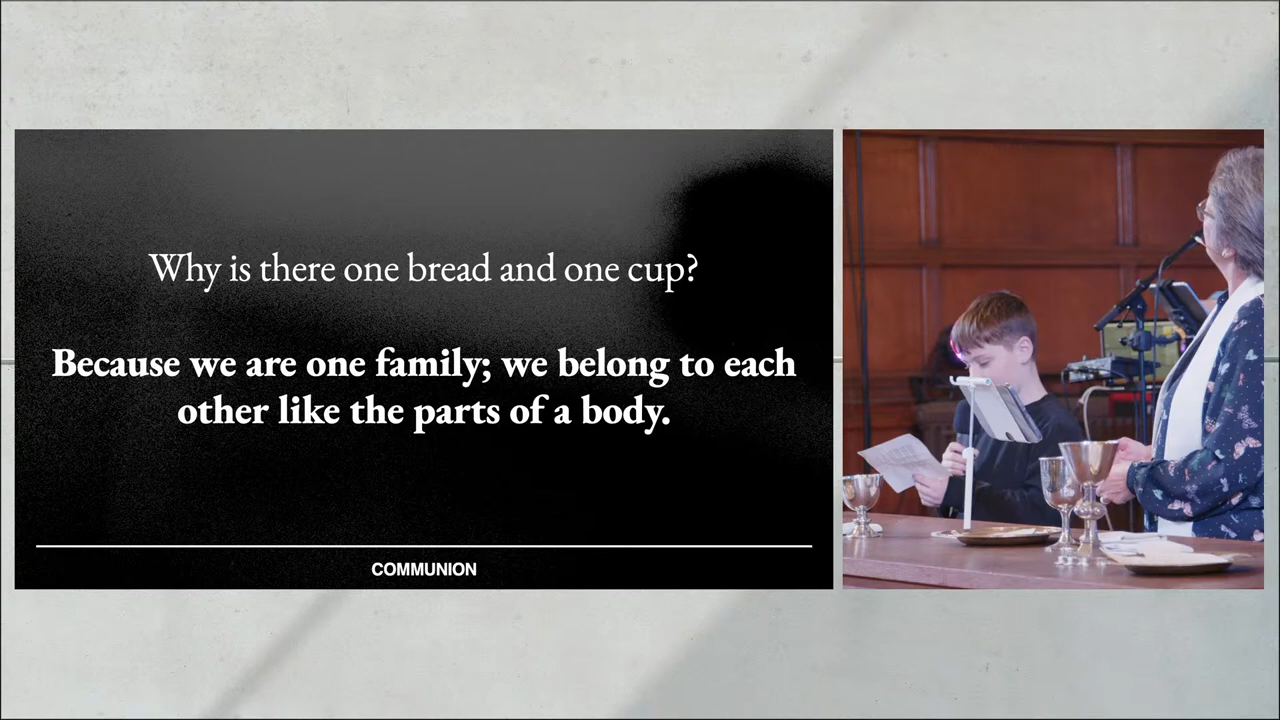 Why is there one bread and one cup?
Because we are one family; we belong to each
other like the parts of a body.
COMMUNION